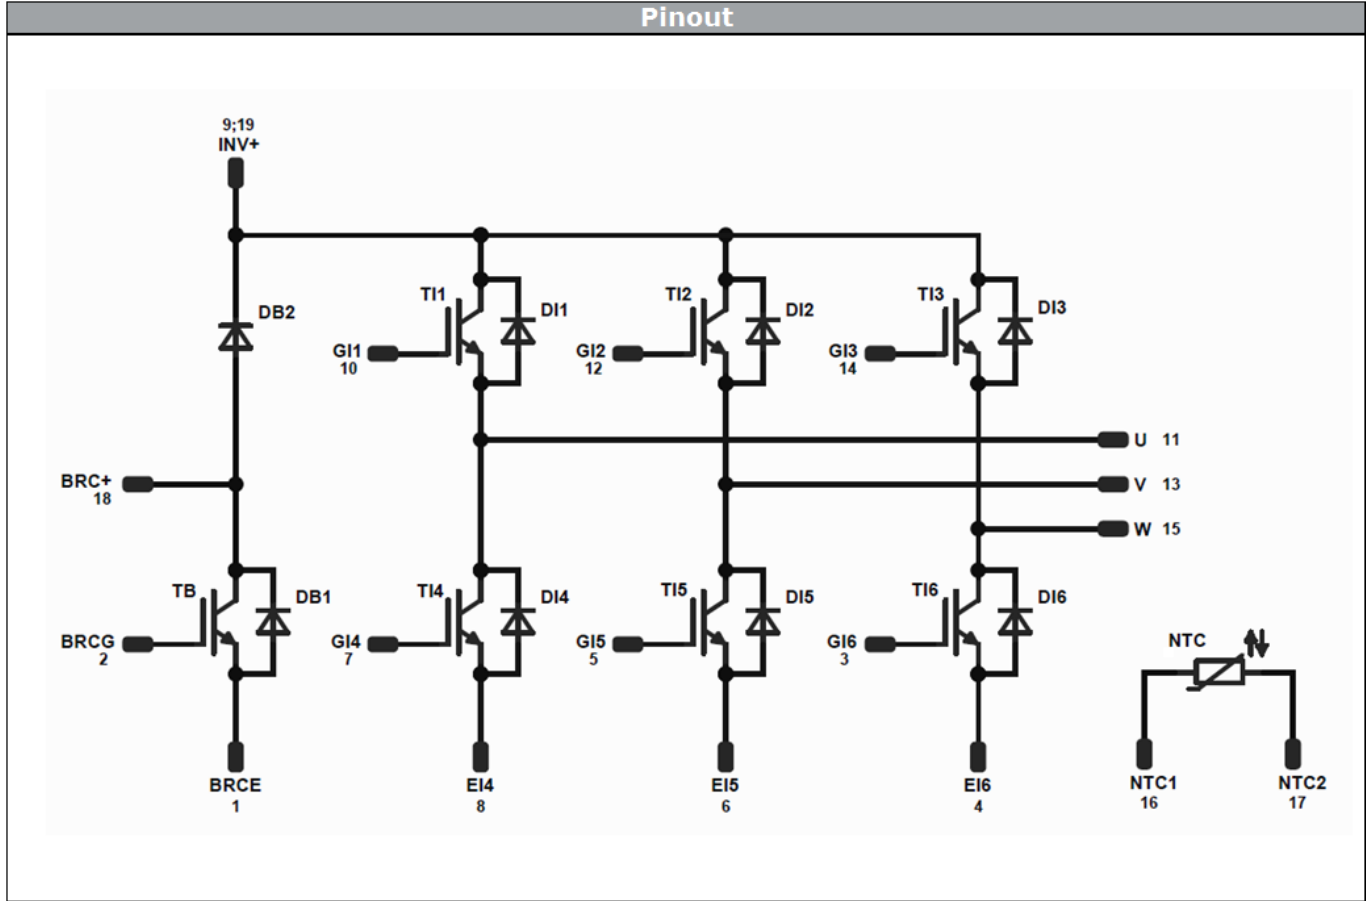 Pinout
9;19
INV+
DB2
TI1
DI1
TI2
DI2
TI3
DI3
GI1
10
GI2
12
GI3
14
U 11
BRC+
18
V 13
W 15
TB
DB1
TI4
DI4
TI5
DI5
TI6
DI6
BRCG
2
GI4
7
GI5
5
GI6
3
NTC
BRCE
1
EI4
8
EI5
6
EI6
4
NTC1
16
NTC2
17